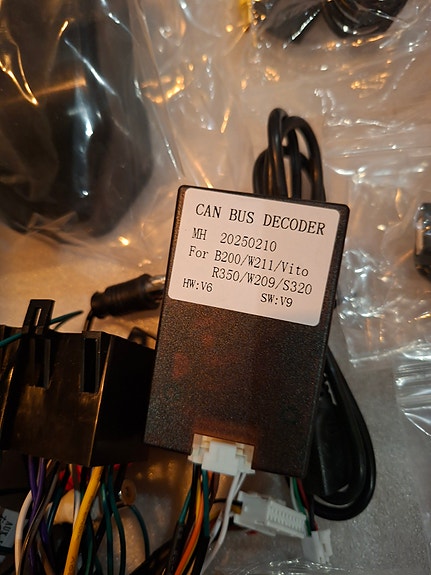 CAN BUS DECODER
MH 20250210
For B200/W211/Vito
R350/W209/S320
HW:V6 SW:V9